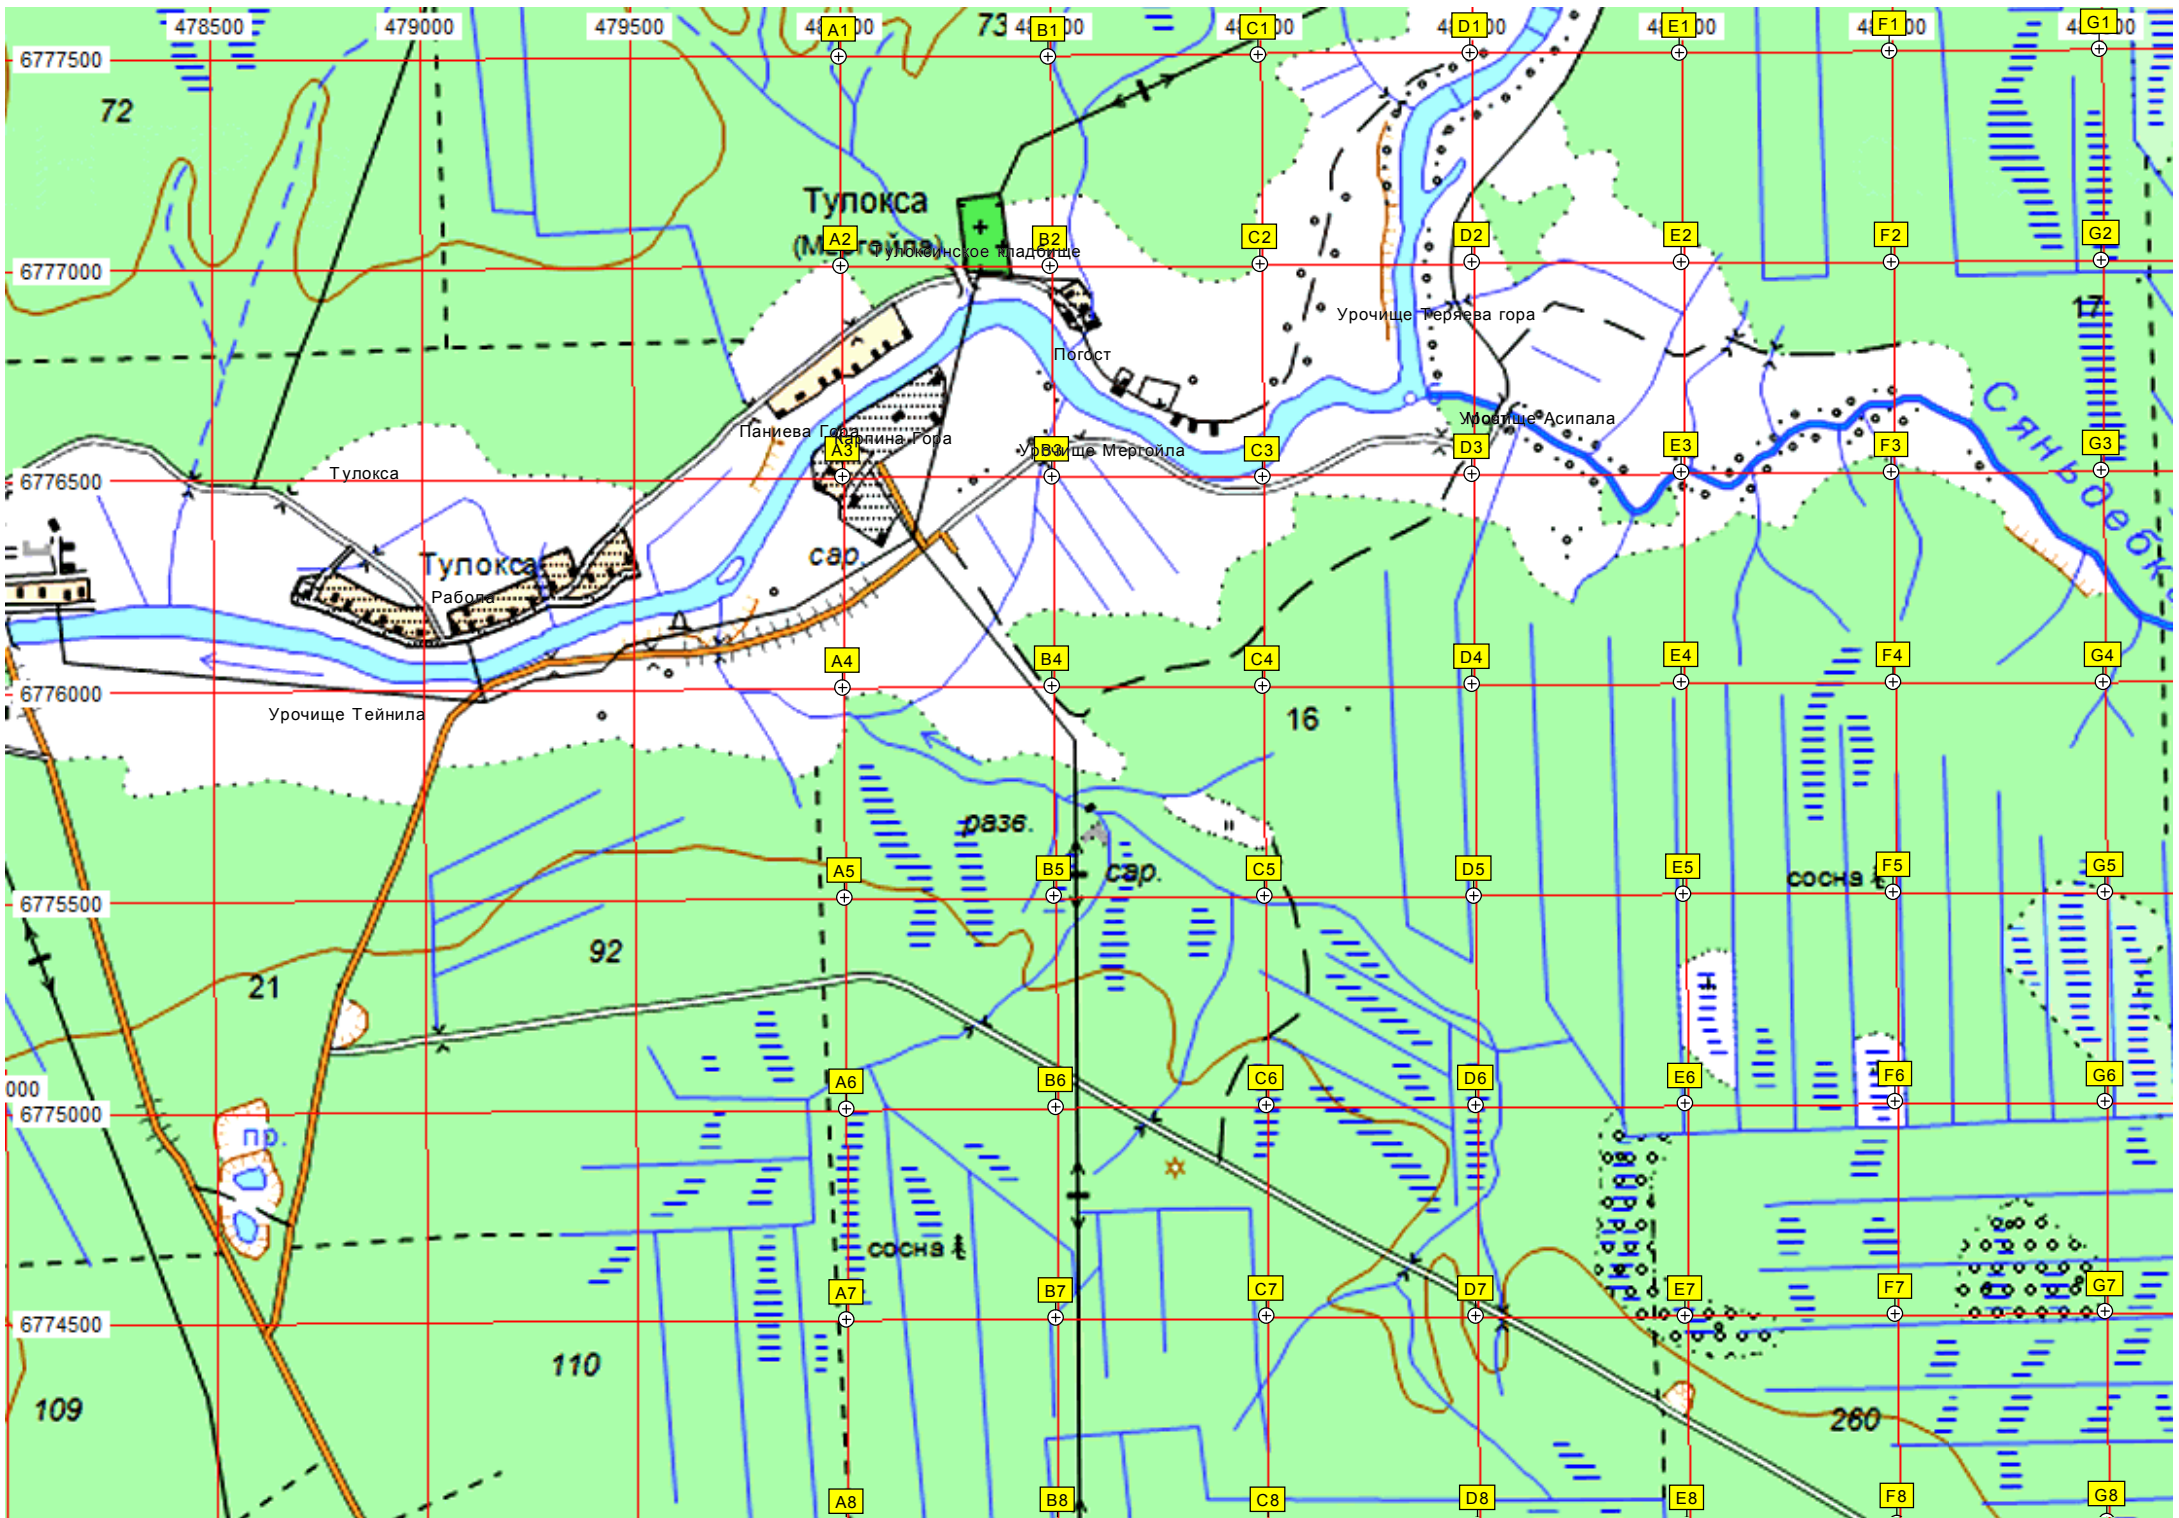 478500 479000 479500
A1 B1 C1 D1 E1 F1 G1
73
6777500
72
Тулокса
(Мергойла)
Тулоксинское кладбище
A2 B2 C2 D2 E2 F2 G2
6777000
17
Урочище Теряева гора
Погост
Паниева Гора
Карпина Гора
Урочище Мергойла
Урочище Асипала
Сяньдебка
A3 B3 C3 D3 E3 F3 G3
Тулокса
6776500
сар.
Тулокса
Работа
A4 B4 C4 D4 E4 F4 G4
6776000
Урочище Тейнила
16
разв.
сар.
сосна
A5 B5 C5 D5 E5 F5 G5
6775500
92
21
A6 B6 C6 D6 E6 F6 G6
000
6775000
пр.
сосна
A7 B7 C7 D7 E7 F7 G7
6774500
110
109
260
A8 B8 C8 D8 E8 F8 G8